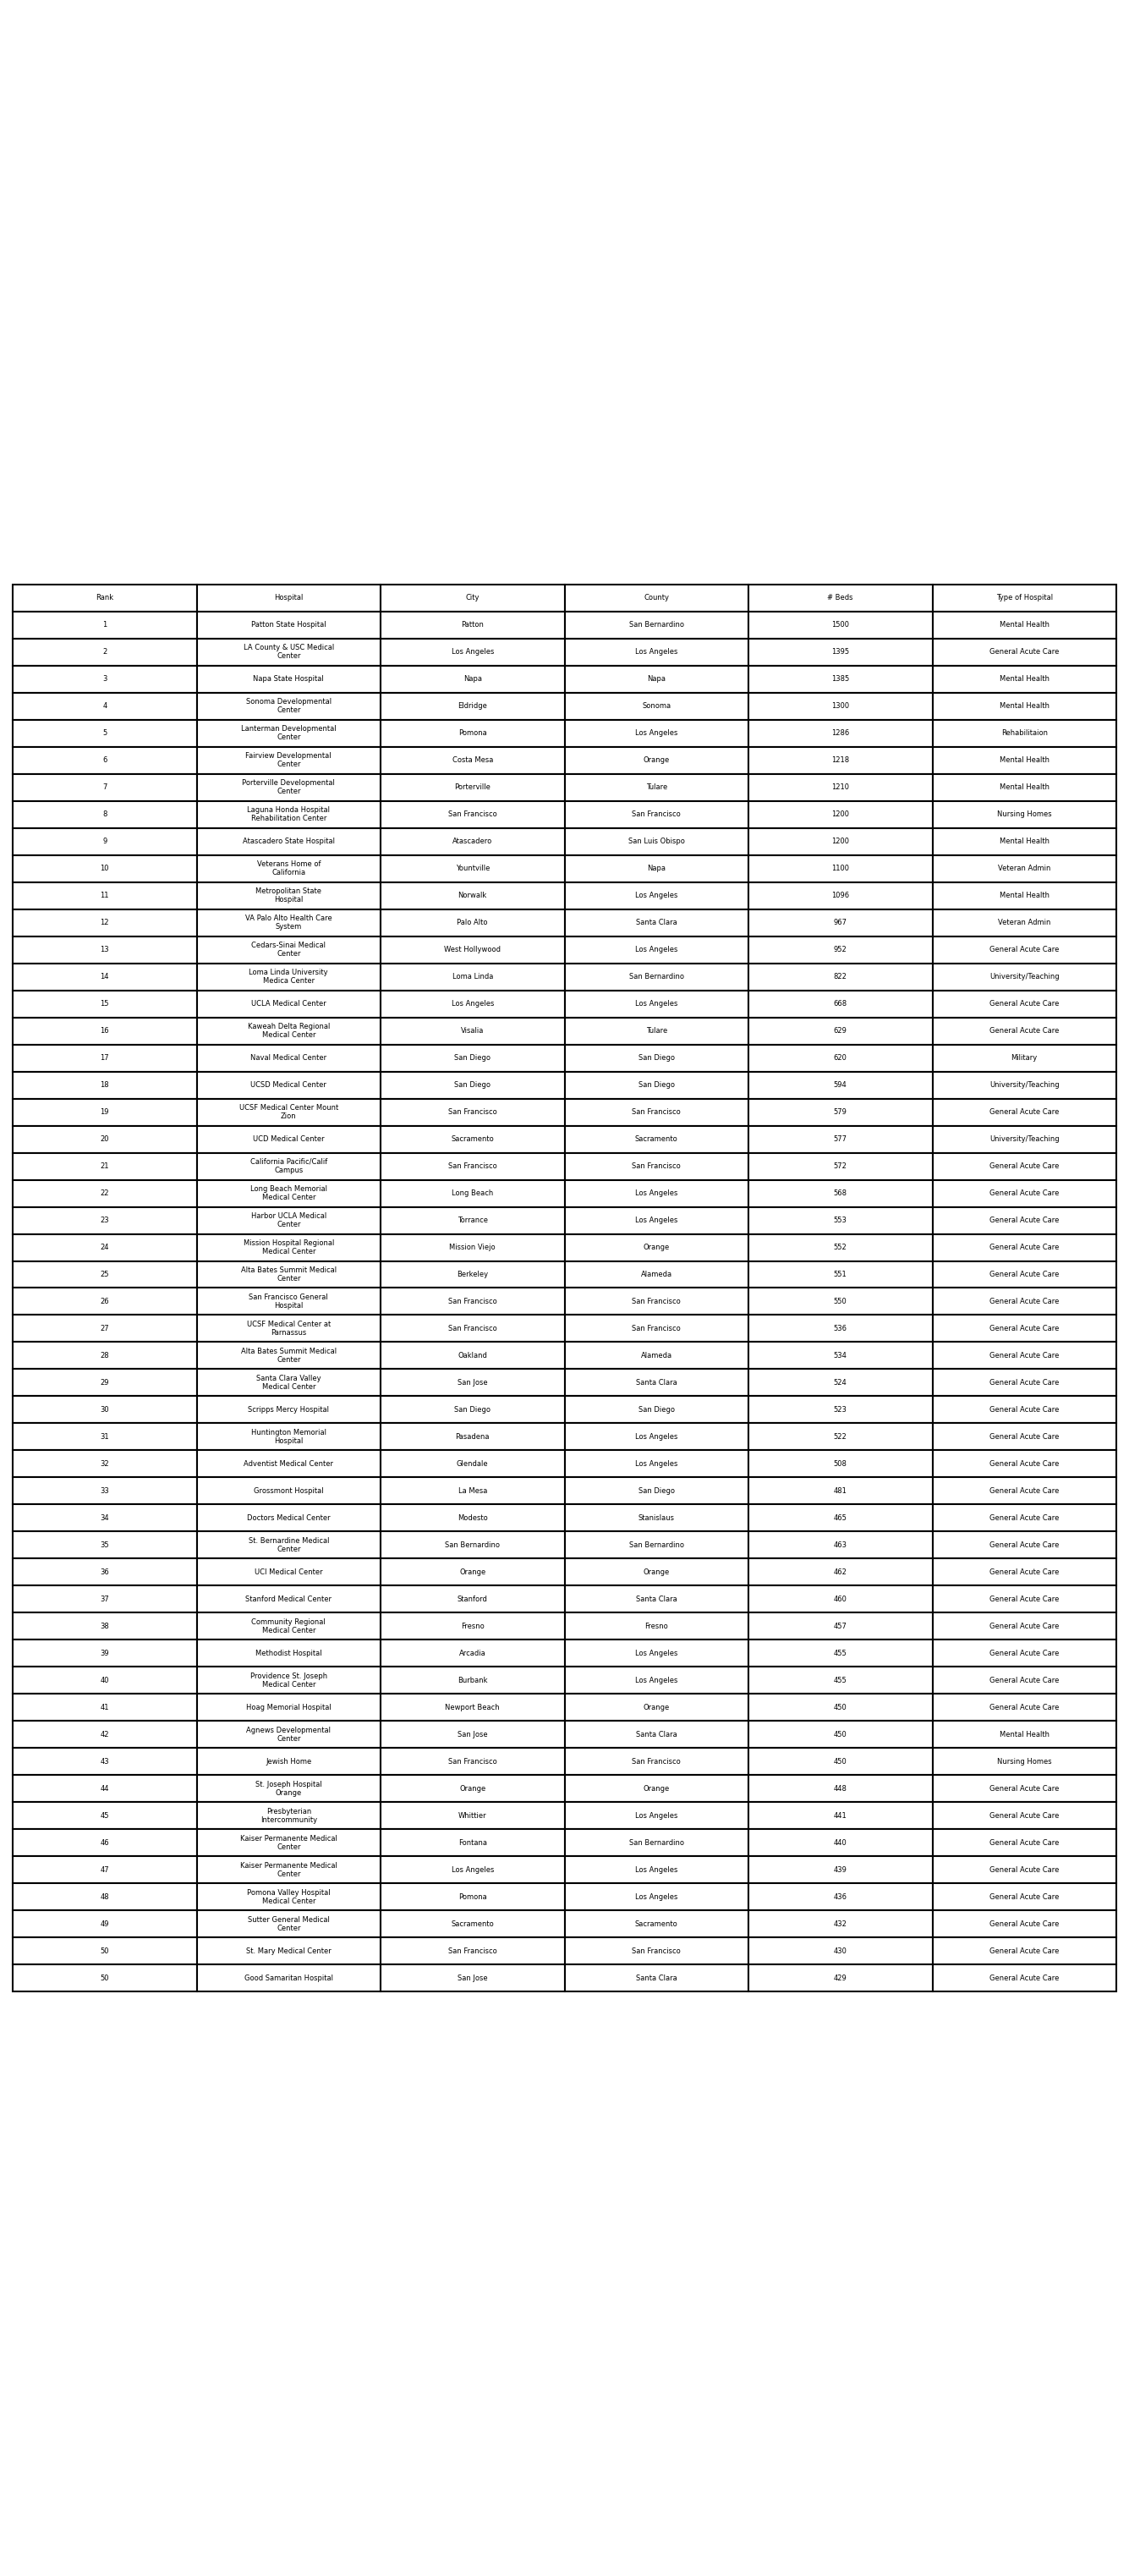 Rank Hospital City County # Beds Type of Hospital
1 Patton State Hospital Patton San Bernardino 1500 Mental Health
2 LA County & USC Medical Center Los Angeles Los Angeles 1395 General Acute Care
3 Napa State Hospital Napa Napa 1385 Mental Health
4 Sonoma Developmental Center Eldridge Sonoma 1300 Mental Health
5 Lanterman Developmental Center Pomona Los Angeles 1286 Rehabilitaion
6 Fairview Developmental Center Costa Mesa Orange 1218 Mental Health
7 Porterville Developmental Center Porterville Tulare 1210 Mental Health
8 Laguna Honda Hospital Rehabilitation Center San Francisco San Francisco 1200 Nursing Homes
9 Atascadero State Hospital Atascadero San Luis Obispo 1200 Mental Health
10 Veterans Home of California Yountville Napa 1100 Veteran Admin
11 Metropolitan State Hospital Norwalk Los Angeles 1096 Mental Health
12 VA Palo Alto Health Care System Palo Alto Santa Clara 967 Veteran Admin
13 Cedars-Sinai Medical Center West Hollywood Los Angeles 952 General Acute Care
14 Loma Linda University Medica Center Loma Linda San Bernardino 822 University/Teaching
15 UCLA Medical Center Los Angeles Los Angeles 668 General Acute Care
16 Kaweah Delta Regional Medical Center Visalia Tulare 629 General Acute Care
17 Naval Medical Center San Diego San Diego 620 Military
18 UCSD Medical Center San Diego San Diego 594 University/Teaching
19 UCSF Medical Center Mount Zion San Francisco San Francisco 579 General Acute Care
20 UCD Medical Center Sacramento Sacramento 577 University/Teaching
21 California Pacific/Calif Campus San Francisco San Francisco 572 General Acute Care
22 Long Beach Memorial Medical Center Long Beach Los Angeles 568 General Acute Care
23 Harbor UCLA Medical Center Torrance Los Angeles 553 General Acute Care
24 Mission Hospital Regional Medical Center Mission Viejo Orange 552 General Acute Care
25 Alta Bates Summit Medical Center Berkeley Alameda 551 General Acute Care
26 San Francisco General Hospital San Francisco San Francisco 550 General Acute Care
27 UCSF Medical Center at Parnassus San Francisco San Francisco 536 General Acute Care
28 Alta Bates Summit Medical Center Oakland Alameda 534 General Acute Care
29 Santa Clara Valley Medical Center San Jose Santa Clara 524 General Acute Care
30 Scripps Mercy Hospital San Diego San Diego 523 General Acute Care
31 Huntington Memorial Hospital Pasadena Los Angeles 522 General Acute Care
32 Adventist Medical Center Glendale Los Angeles 508 General Acute Care
33 Grossmont Hospital La Mesa San Diego 481 General Acute Care
34 Doctors Medical Center Modesto Stanislaus 465 General Acute Care
35 St. Bernardine Medical Center San Bernardino San Bernardino 463 General Acute Care
36 UCI Medical Center Orange Orange 462 General Acute Care
37 Stanford Medical Center Stanford Santa Clara 460 General Acute Care
38 Community Regional Medical Center Fresno Fresno 457 General Acute Care
39 Methodist Hospital Arcadia Los Angeles 455 General Acute Care
40 Providence St. Joseph Medical Center Burbank Los Angeles 455 General Acute Care
41 Hoag Memorial Hospital Newport Beach Orange 450 General Acute Care
42 Agnews Developmental Center San Jose Santa Clara 450 Mental Health
43 Jewish Home San Francisco San Francisco 450 Nursing Homes
44 St. Joseph Hospital Orange Orange Orange 448 General Acute Care
45 Presbyterian Intercommunity Whittier Los Angeles 441 General Acute Care
46 Kaiser Permanente Medical Center Fontana San Bernardino 440 General Acute Care
47 Kaiser Permanente Medical Center Los Angeles Los Angeles 439 General Acute Care
48 Pomona Valley Hospital Medical Center Pomona Los Angeles 436 General Acute Care
49 Sutter General Medical Center Sacramento Sacramento 432 General Acute Care
50 St. Mary Medical Center San Francisco San Francisco 430 General Acute Care
50 Good Samaritan Hospital San Jose Santa Clara 429 General Acute Care